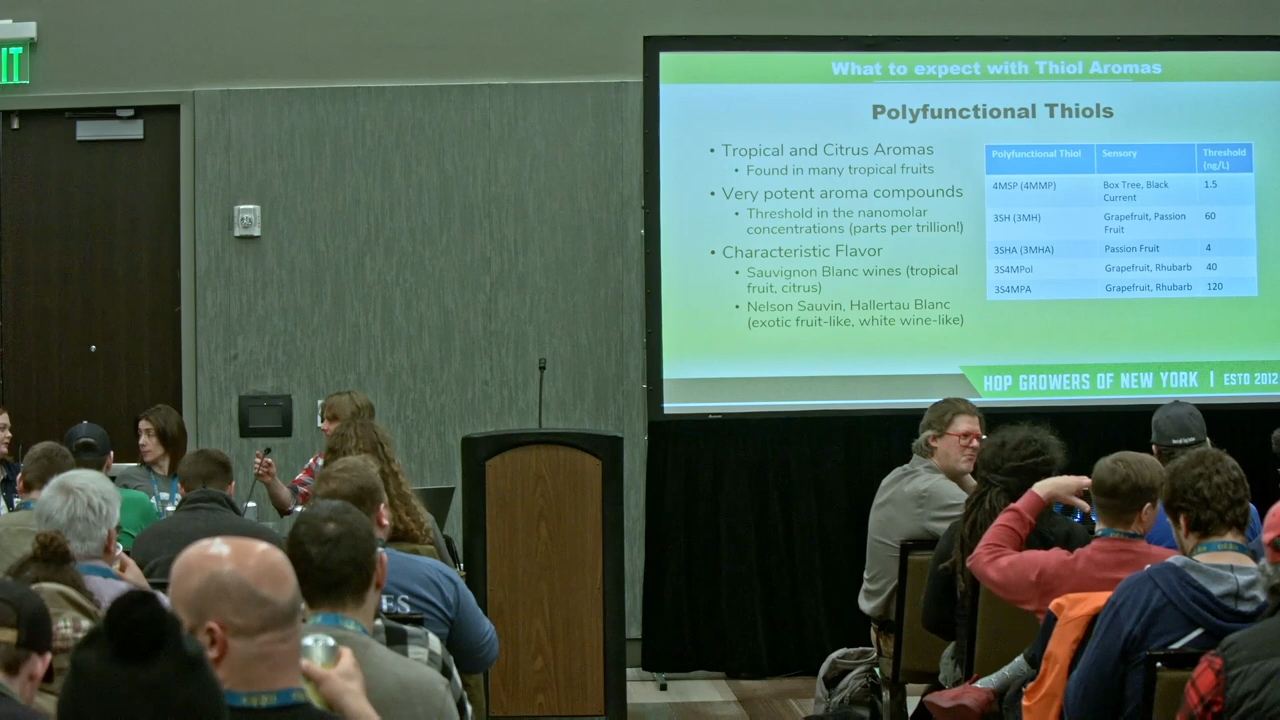 IT
What to expect with Thiol Aromas
Polyfunctional Thiols
• Tropical and Citrus Aromas
• Found in many tropical fruits
• Very potent aroma compounds
• Threshold in the nanomolar
concentrations (parts per trillion!)
• Characteristic Flavor
• Sauvignon Blanc wines (tropical
fruit, citrus)
• Nelson Sauvin, Hallertau Blanc
(exotic fruit-like, white wine-like)
Polyfunctional Thiol Sensory Threshold
(ng/L)
4MSP (4MMP) Box Tree, Black 1.5
Current
3SH (3MH) Grapefruit, Passion 60
Fruit
3SHA (3MHA) Passion Fruit 4
3S4MPol Grapefruit, Rhubarb 40
3S4MPA Grapefruit, Rhubarb 120
HOP GROWERS OF NEW YORK | ESTD 2012
ES